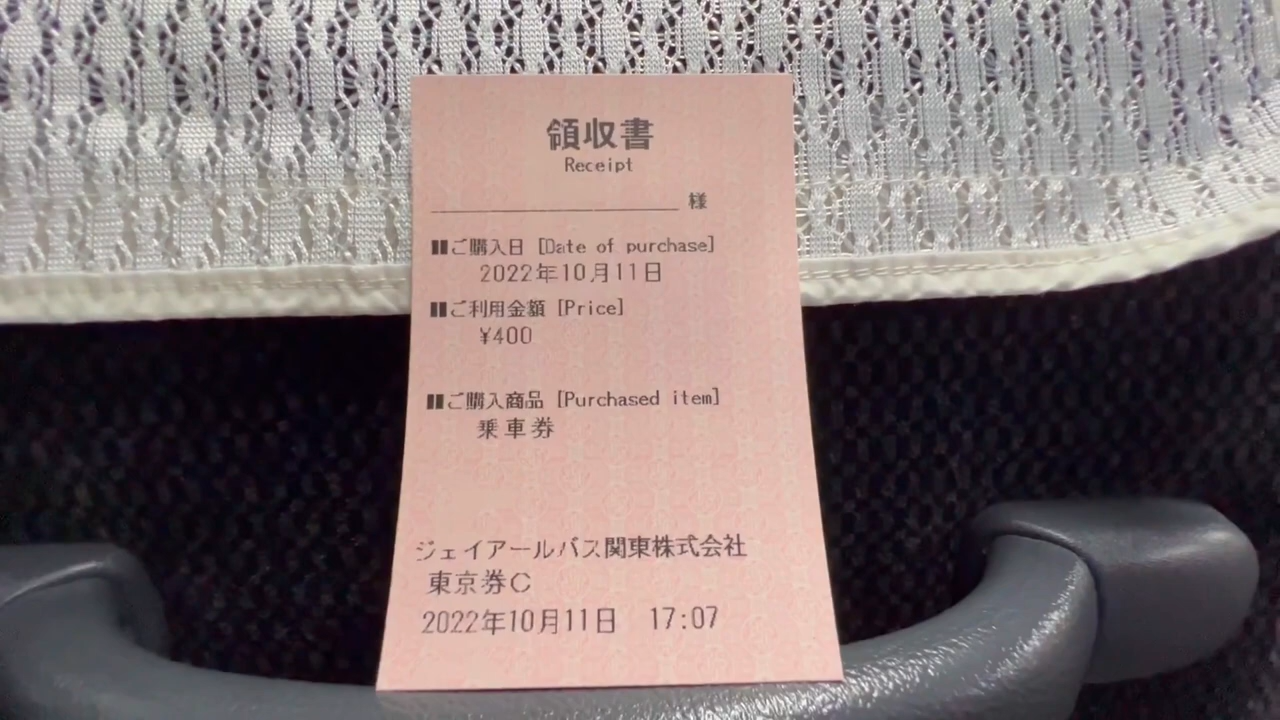 領収書
Receipt
様
■■ご購入日 [Date of purchase]
2022年10月11日
■■ご利用金額 [Price]
¥400
■■ご購入商品 [Purchased item]
乗車券
ジェイアールバス関東株式会社
東京券C
2022年10月11日 17:07